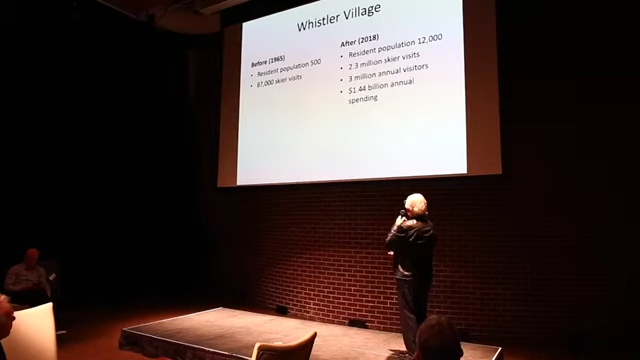 Whistler Village
Before (1965)
• Resident population 500
• 87,000 skier visits
After (2018)
• Resident population 12,000
• 2.3 million skier visits
• 3 million annual visitors
• $1.44 billion annual
spending